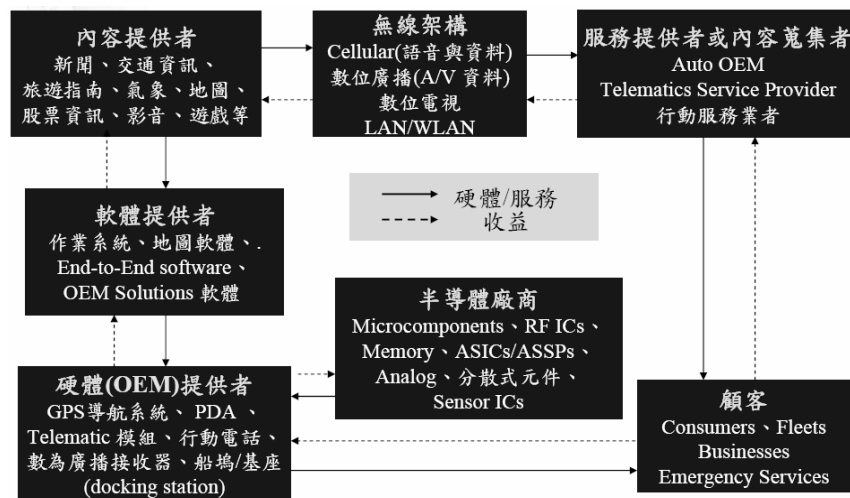 內容提供者
新聞、交通資訊、
旅遊指南、氣象、地圖、
股票資訊、影音、遊戲等
無線架構
Cellular(語音與資料)
數位廣播(A/V 資料)
數位電視
LAN/WLAN
服務提供者或內容蒐集者
Auto OEM
Telematics Service Provider
行動服務業者
硬體/服務
收益
軟體提供者
作業系統、地圖軟體、.
End-to-End software、
OEM Solutions 軟體
半導體廠商
Microcomponents、RF ICs、
Memory、ASICs/ASSPs、
Analog、分散式元件、
Sensor ICs
硬體(OEM)提供者
GPS導航系統、 PDA 、
Telematic 模組、行動電話、
數為廣播接收器、船塢/基座
(docking station)
顧客
Consumers、Fleets
Businesses
Emergency Services